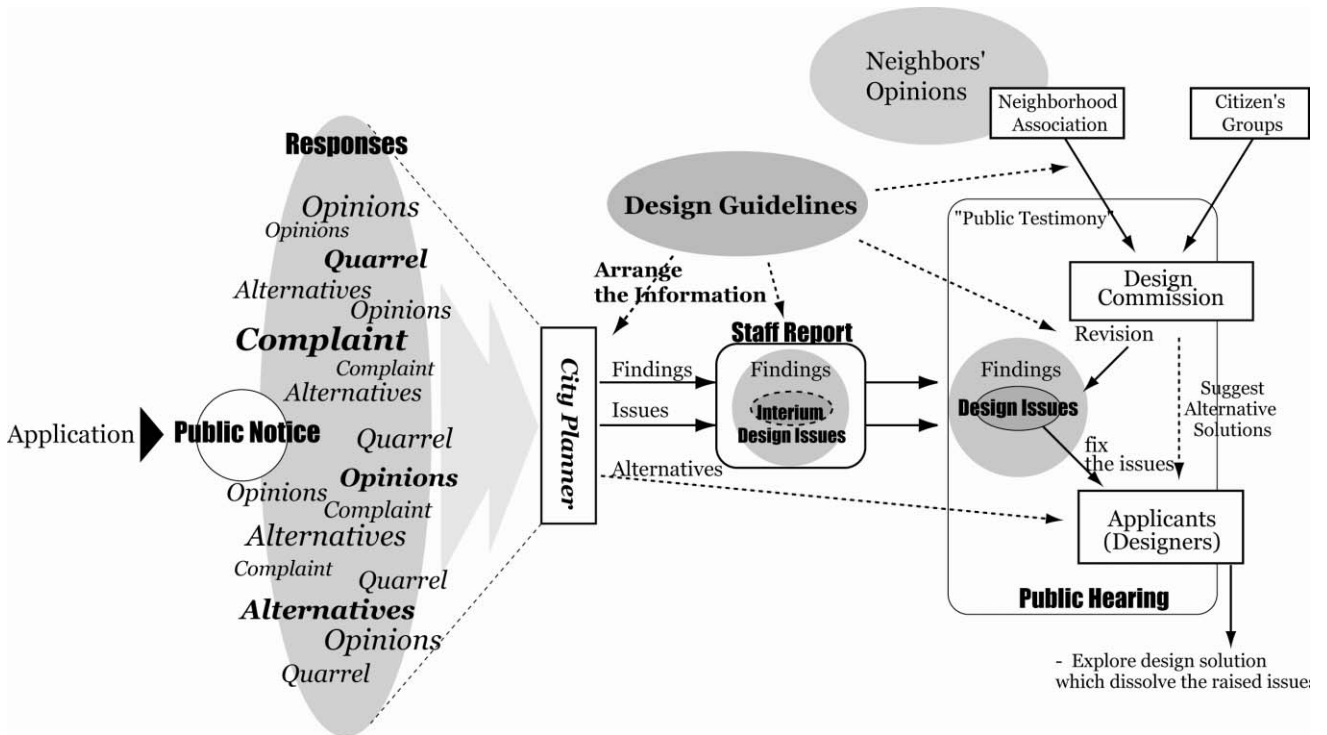 Neighbors'
Opinions
Neighborhood
Association
Citizen's
Groups
Responses
Opinions
Opinions
Quarrel
Alternatives
Opinions
Complaint
Complaint
Alternatives
Application
Public Notice
Quarrel
Opinions
Opinions
Complaint
Alternatives
Complaint
Quarrel
Alternatives
Opinions
Quarrel
Design Guidelines
Arrange
the Information
City Planner
Findings
Issues
Alternatives
Staff Report
Findings
Interium
Design Issues
"Public Testimony"
Design
Commission
Revision
Findings
Design Issues
Suggest
Alternative
Solutions
fix
the issues
Applicants
(Designers)
Public Hearing
- Explore design solution
which dissolve the raised issues